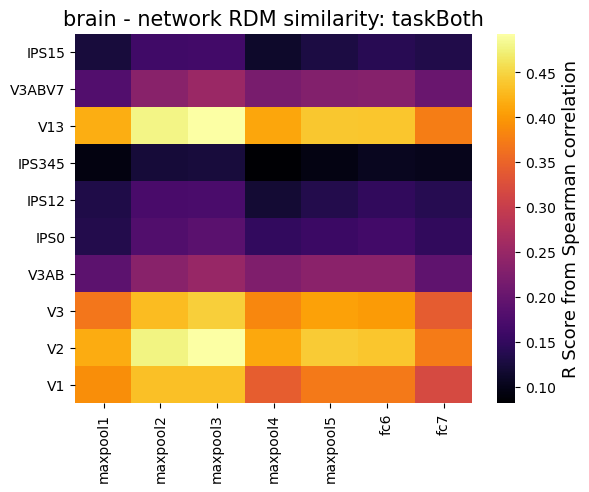 brain - network RDM similarity: taskBoth
IPS15
V3ABV7
V13
IPS345
IPS12
IPS0
V3AB
V3
V2
V1
maxpool1
maxpool2
maxpool3
maxpool4
maxpool5
fc6
fc7
0.45
0.40
0.35
0.30
0.25
0.20
0.15
0.10
R Score from Spearman correlation